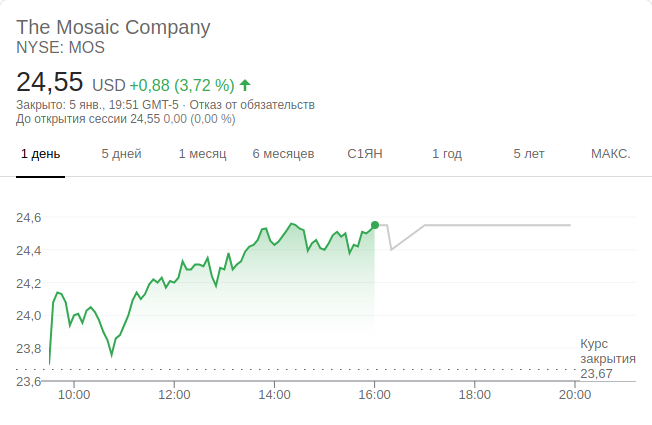 The Mosaic Company
NYSE: MOS
24,55 USD +0,88 (3,72 %)
Закрыто: 5 янв., 19:51 GMT-5 · Отказ от обязательств
До открытия сессии 24,55 0,00 (0,00 %)
1 день 5 дней 1 месяц 6 месяцев С1ЯН 1 год 5 лет МАКС.
24,6
24,4
24,2
24,0
23,8
23,6
Курс
закрытия
23,67
10:00 12:00 14:00 16:00 18:00 20:00